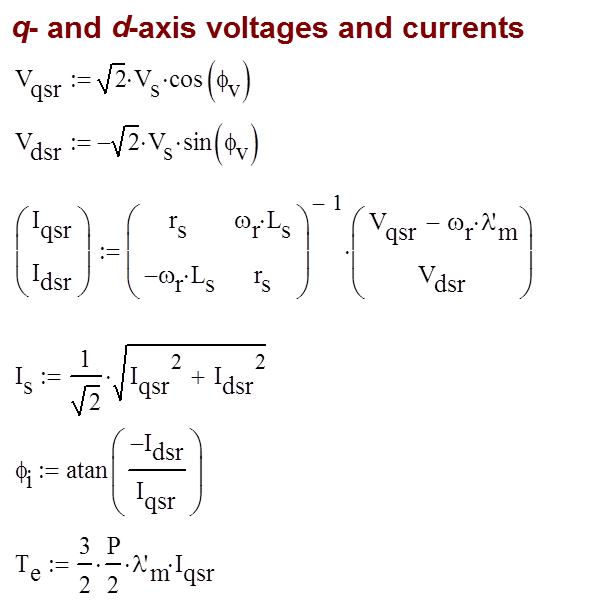 q- and d-axis voltages and currents
V_qsr := √2·V_s·cos(ϕ_v)
V_dsr := −√2·V_s·sin(ϕ_v)
(I_qsr; I_dsr) := (r_s ω_r·L_s; −ω_r·L_s r_s)^−1·(V_qsr − ω_r·λ'_m; V_dsr)
I_s := 1/√2·√(I_qsr^2 + I_dsr^2)
ϕ_i := atan(−I_dsr/I_qsr)
T_e := 3/2·P/2·λ'_m·I_qsr